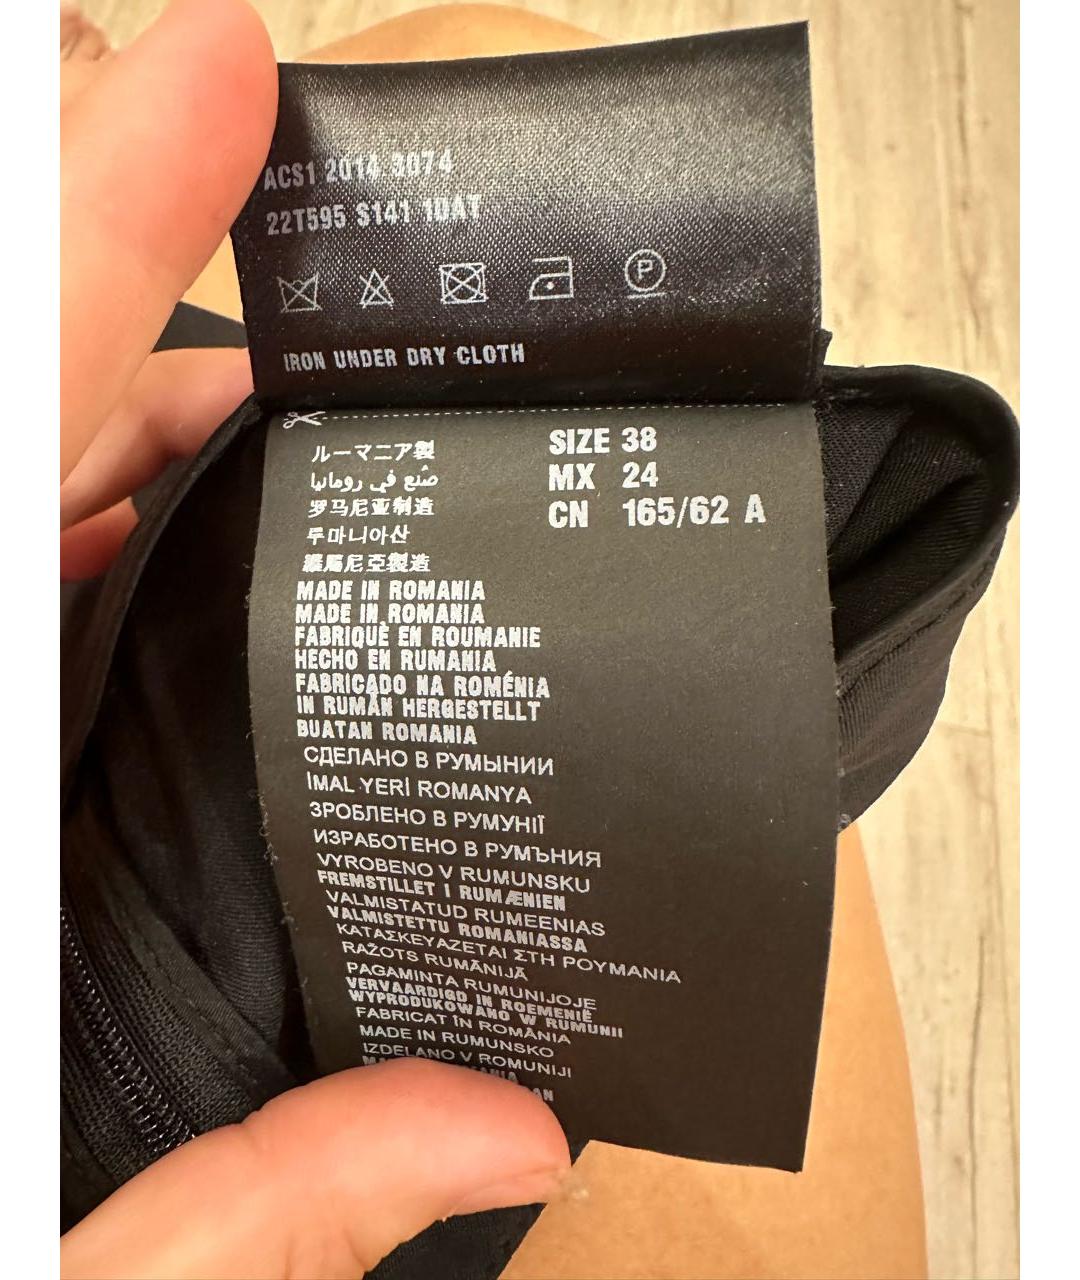 ACS1 2014 3074
22T595 S141 1DAT
P
IRON UNDER DRY CLOTH
SIZE 38
MX 24
CN 165/62 A
ルーマニア製
صُنع في رومانيا
罗马尼亚制造
루마니아산
羅馬尼亞製造
MADE IN ROMANIA
MADE IN ROMANIA
FABRIQUÉ EN ROUMANIE
HECHO EN RUMANIA
FABRICADO NA ROMÉNIA
IN RUMÄN HERGESTELLT
BUATAN ROMANIA
СДЕЛАНО В РУМЫНИИ
İMAL YERİ ROMANYA
ЗРОБЛЕНО В РУМУНІЇ
ИЗРАБОТЕНО В РУМЪНИЯ
VYROBENO V RUMUNSKU
FREMSTILLET I RUMÆNIEN
VALMISTATUD RUMEENIAS
VALMISTETTU ROMANIASSA
ΚΑΤΑΣΚΕΥΑΖΕΤΑΙ ΣΤΗ ΡΟΥΜΑΝΙΑ
RAŽOTS RUMĀNIJĀ
PAGAMINTA RUMUNIJOJE
VERVAARDIGD IN ROEMENIË
WYPRODUKOWANO W RUMUNII
FABRICAT ÎN ROMÂNIA
MADE IN RUMUNSKO
IZDELANO V ROMUNIJI